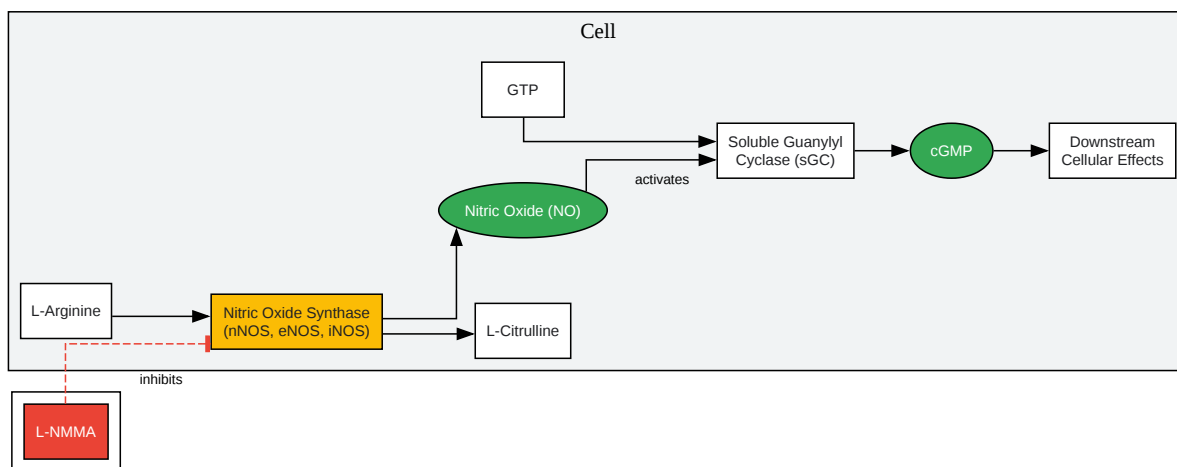 Cell
GTP
Soluble Guanylyl
Cyclase (sGC)
cGMP
Downstream
Cellular Effects
activates
Nitric Oxide (NO)
L-Arginine
Nitric Oxide Synthase
(nNOS, eNOS, iNOS)
L-Citrulline
inhibits
L-NMMA